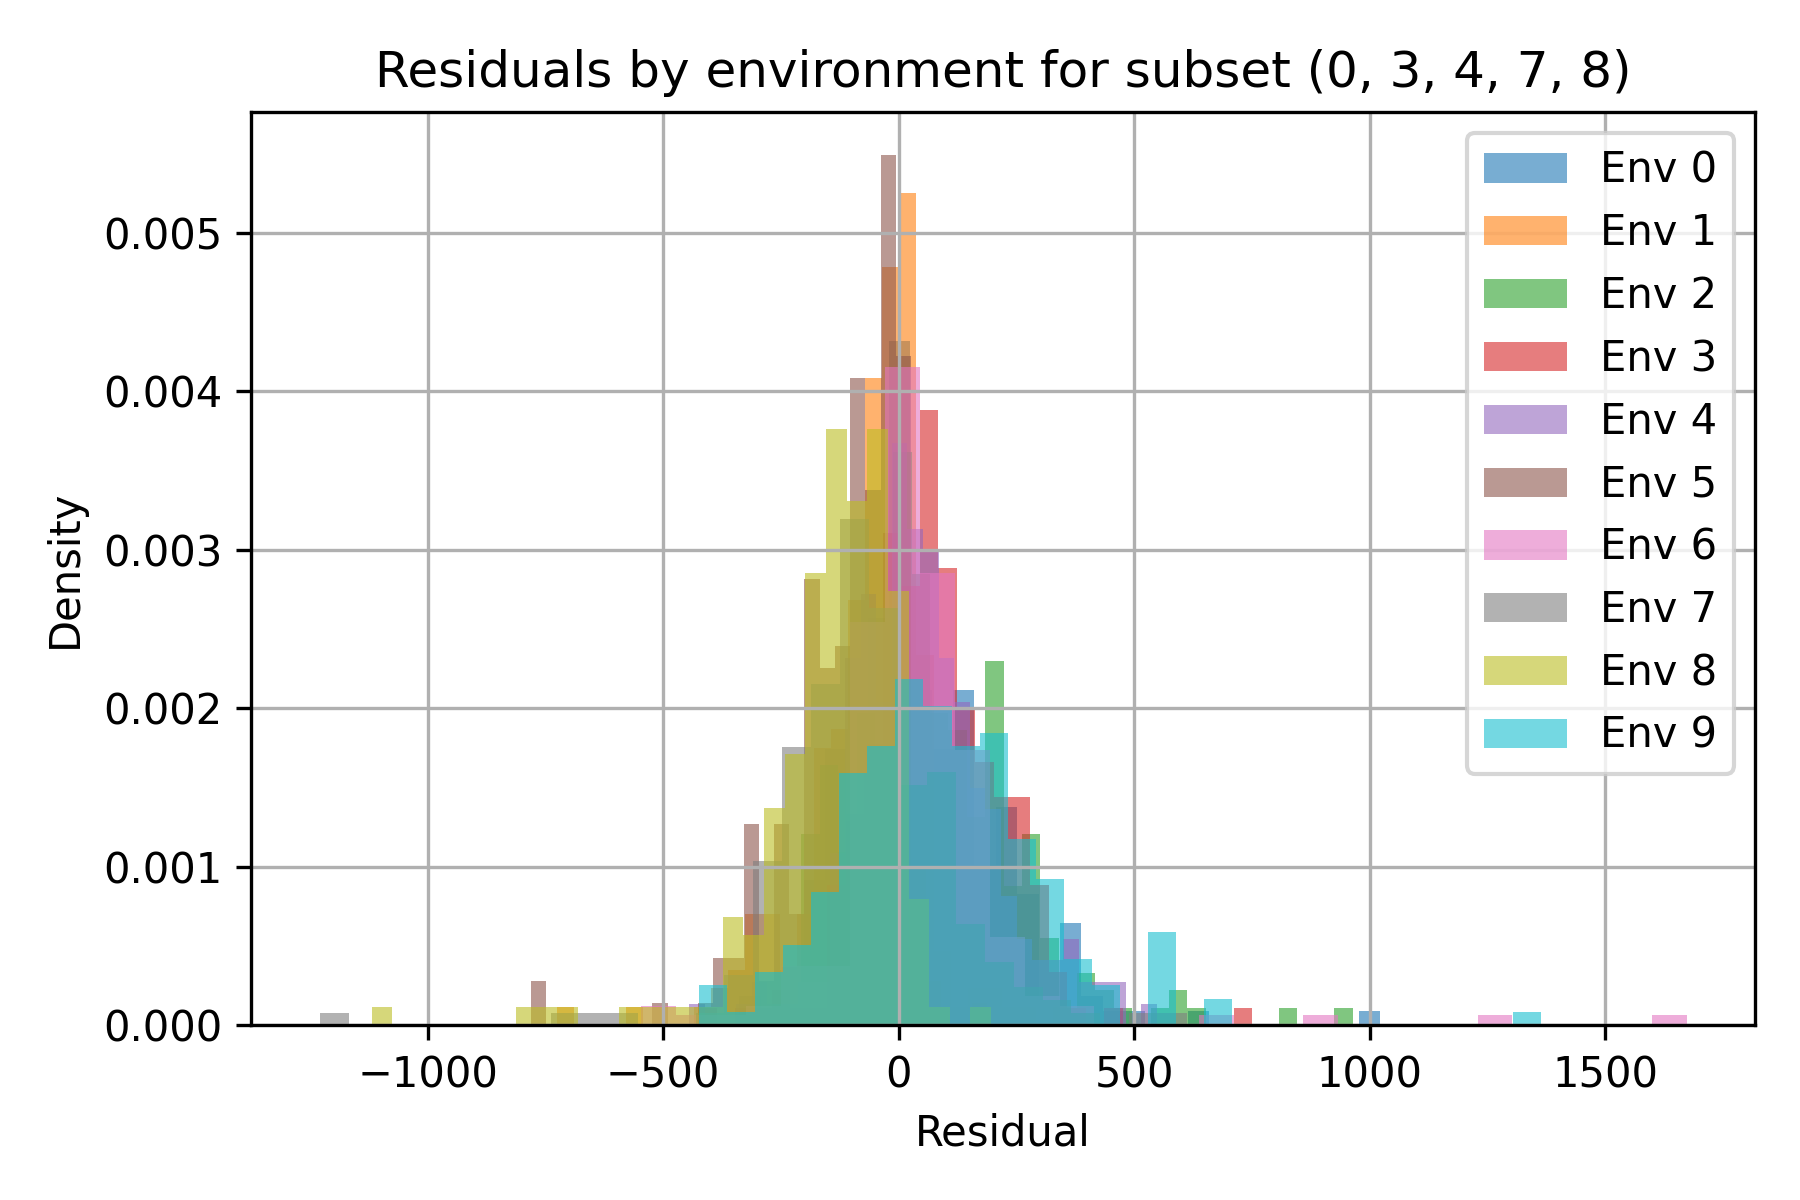 Residuals by environment for subset (0, 3, 4, 7, 8)
Density
0.005
0.004
0.003
0.002
0.001
0.000
−1000
−500
0
500
1000
1500
Residual
Env 0
Env 1
Env 2
Env 3
Env 4
Env 5
Env 6
Env 7
Env 8
Env 9